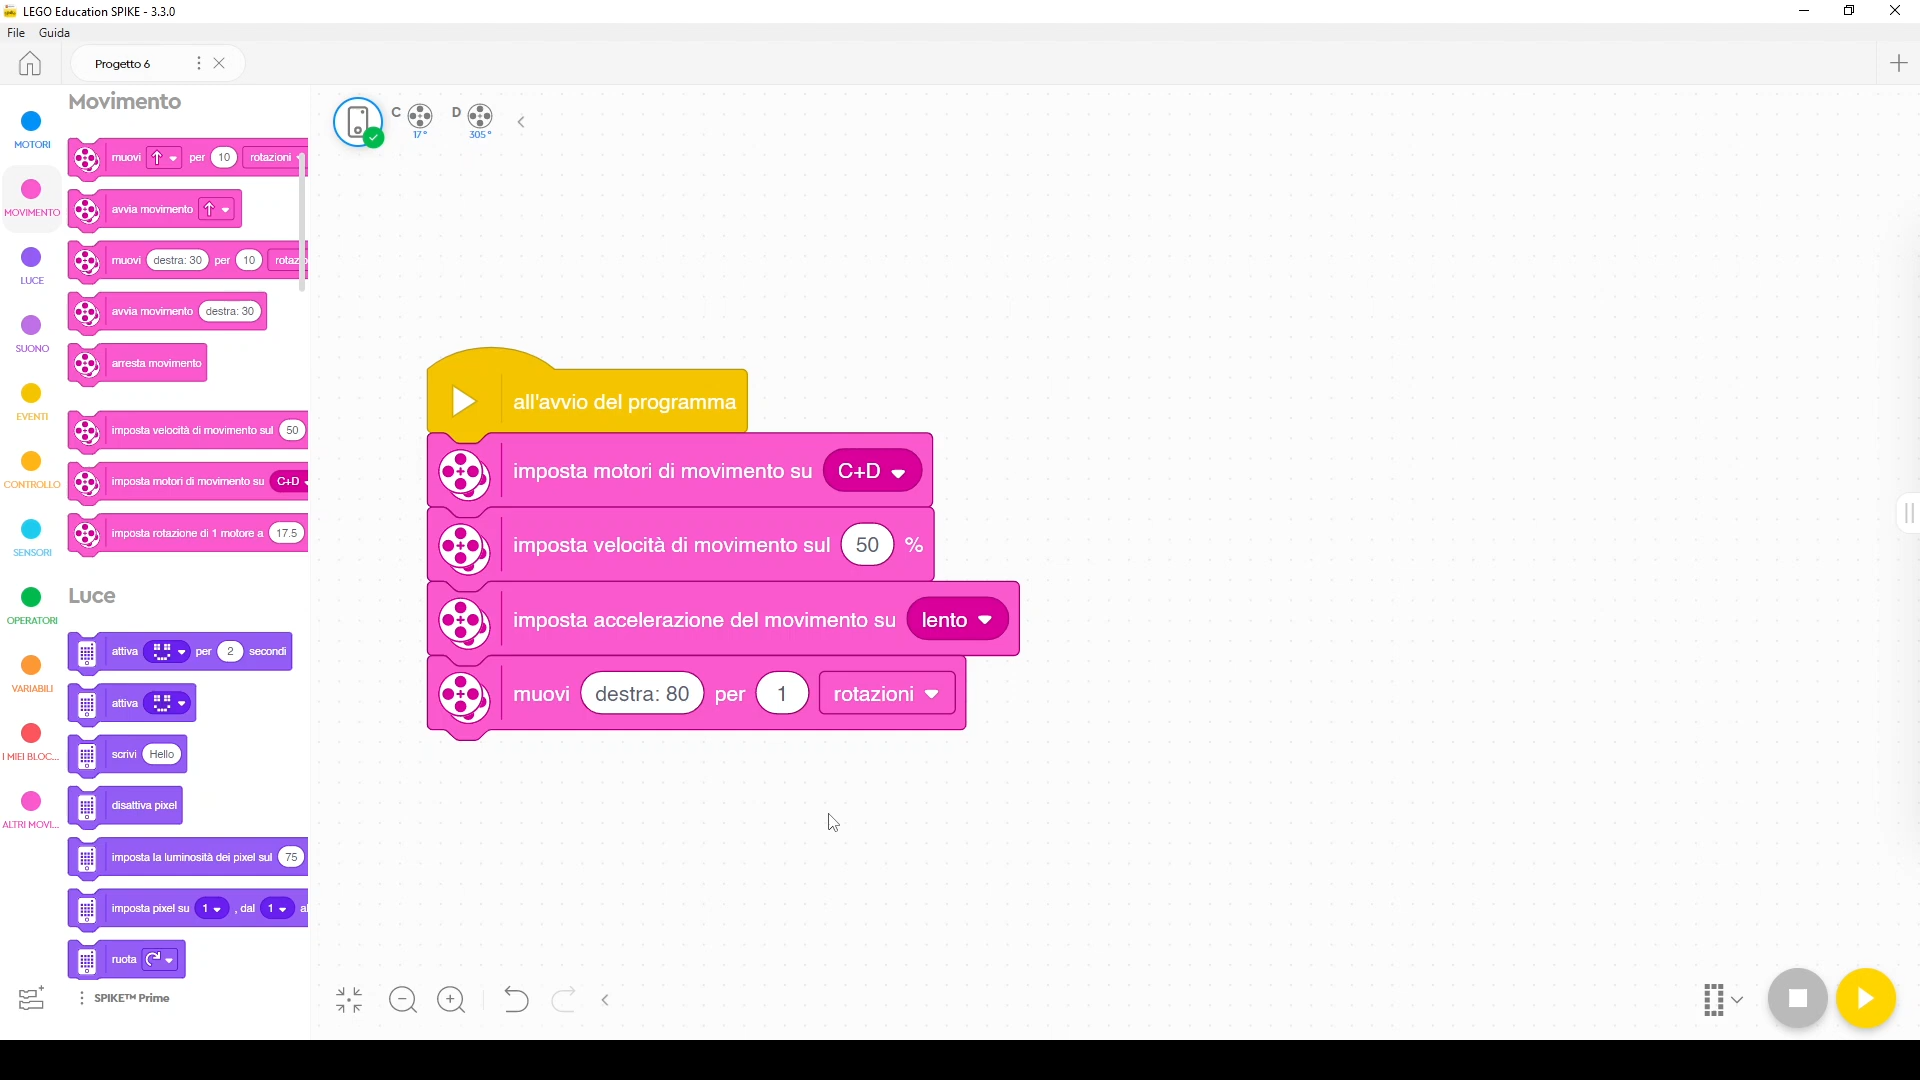 LEGO Education SPIKE - 3.3.0
File Guida
Progetto 6
Movimento
MOTORI
MOVIMENTO
LUCE
SUONO
EVENTI
CONTROLLO
SENSORI
OPERATORI
VARIABILI
I MIEI BLOC...
ALTRI MOVI...
muovi per 10 rotazioni
avvia movimento
muovi destra: 30 per 10
avvia movimento destra: 30
arresta movimento
imposta velocità di movimento sul 50
imposta motori di movimento su C+D
imposta rotazione di 1 motore a 17.5
Luce
attiva per 2 secondi
attiva
scrivi Hello
disattiva pixel
imposta la luminosità dei pixel sul 75
imposta pixel su 1 , dal 1
ruota
SPIKE™ Prime
C 17°
D 305°
all'avvio del programma
imposta motori di movimento su C+D
imposta velocità di movimento sul 50 %
imposta accelerazione del movimento su lento
muovi destra: 80 per 1 rotazioni